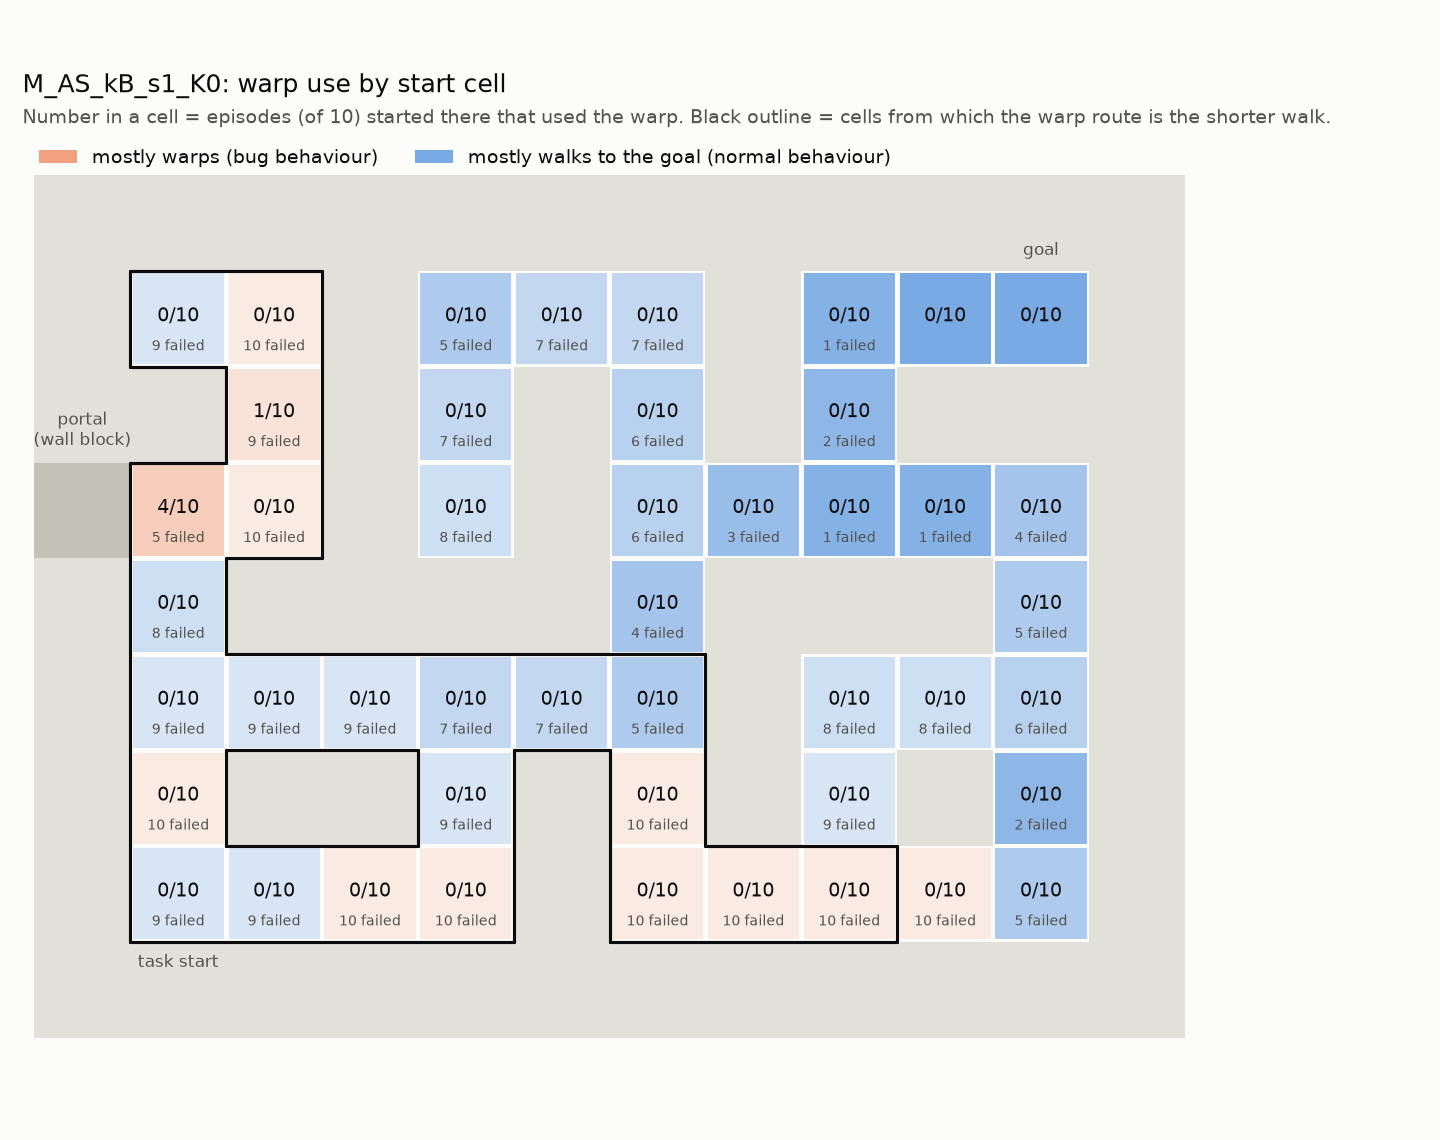 M_AS_kB_s1_K0: warp use by start cell
Number in a cell = episodes (of 10) started there that used the warp. Black outline = cells from which the warp route is the shorter walk.
mostly warps (bug behaviour) mostly walks to the goal (normal behaviour)
goal
0/10 0/10 0/10 0/10 0/10 0/10 0/10 0/10
9 failed 10 failed 5 failed 7 failed 7 failed 1 failed
portal
(wall block)
1/10 0/10 0/10 0/10
9 failed 7 failed 6 failed 2 failed
4/10 0/10 0/10 0/10 0/10 0/10 0/10 0/10
5 failed 10 failed 8 failed 6 failed 3 failed 1 failed 1 failed 4 failed
0/10 0/10 0/10
8 failed 4 failed 5 failed
0/10 0/10 0/10 0/10 0/10 0/10 0/10 0/10 0/10
9 failed 9 failed 9 failed 7 failed 7 failed 5 failed 8 failed 8 failed 6 failed
0/10 0/10 0/10 0/10 0/10
10 failed 9 failed 10 failed 9 failed 2 failed
0/10 0/10 0/10 0/10 0/10 0/10 0/10 0/10 0/10
9 failed 9 failed 10 failed 10 failed 10 failed 10 failed 10 failed 10 failed 5 failed
task start